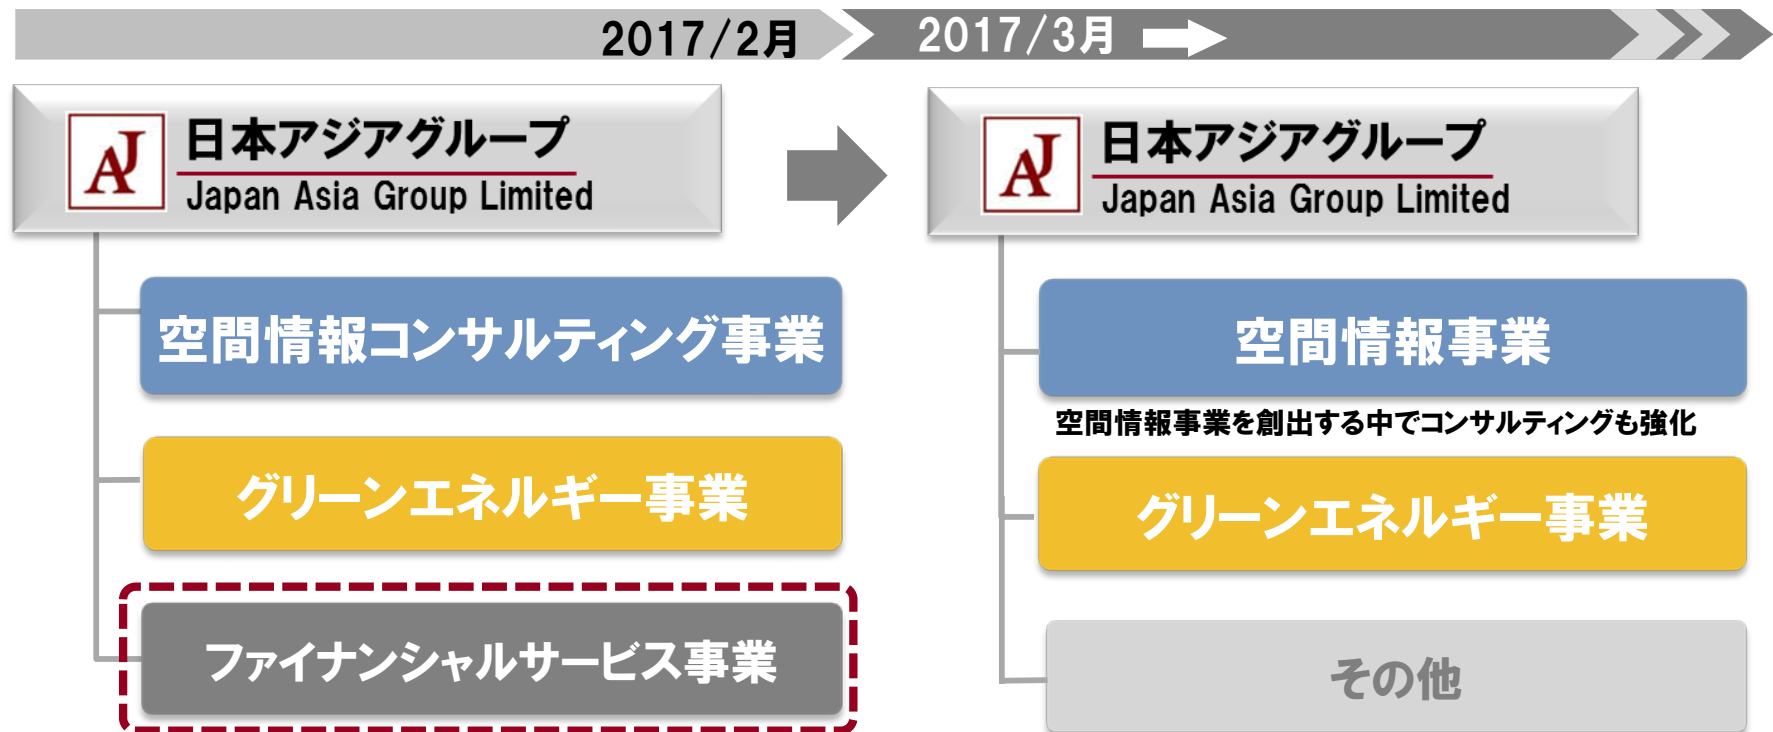 2017/2月
2017/3月
AJ
日本アジアグループ
Japan Asia Group Limited
空間情報コンサルティング事業
グリーンエネルギー事業
ファイナンシャルサービス事業
AJ
日本アジアグループ
Japan Asia Group Limited
空間情報事業
空間情報事業を創出する中でコンサルティングも強化
グリーンエネルギー事業
その他